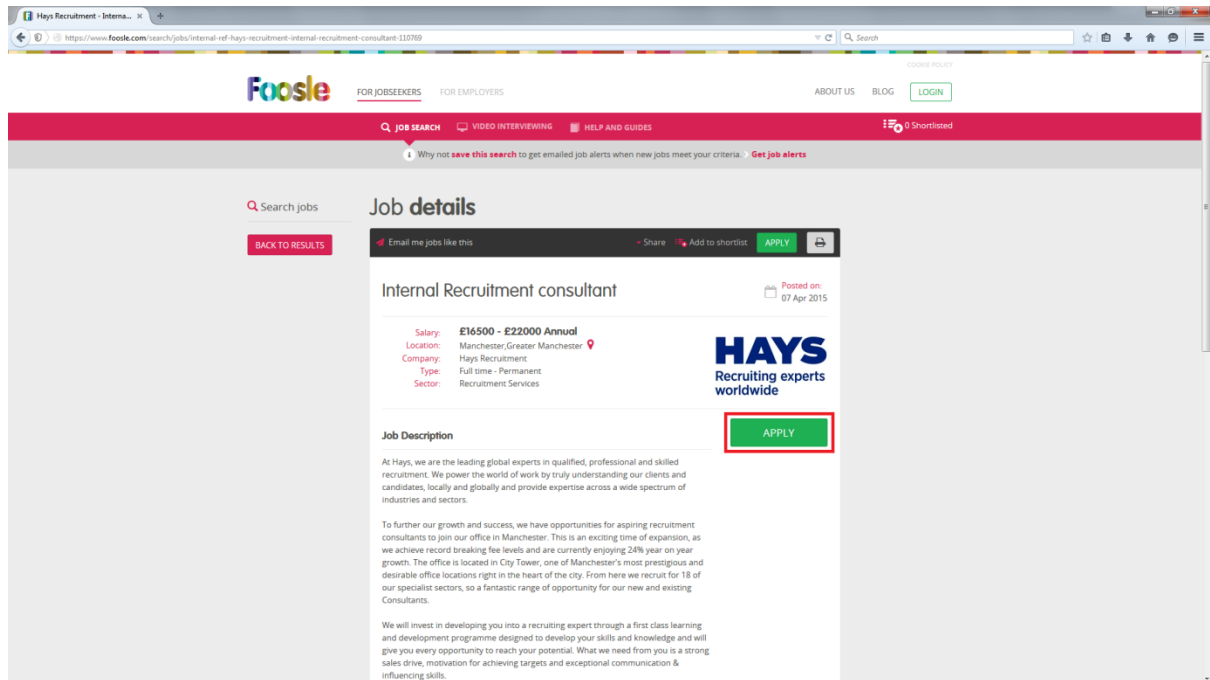 Hays Recruitment - Interna... × +
https://www.foosle.com/search/jobs/internal-ref-hays-recruitment-internal-recruitment-consultant-110769 Search
COOKIE POLICY
Foosle FOR JOBSEEKERS FOR EMPLOYERS ABOUT US BLOG LOGIN
JOB SEARCH VIDEO INTERVIEWING HELP AND GUIDES 0 Shortlisted
Why not save this search to get emailed job alerts when new jobs meet your criteria. Get job alerts
Search jobs
Job details
BACK TO RESULTS
Email me jobs like this Share Add to shortlist APPLY
Internal Recruitment consultant
Posted on:
07 Apr 2015
Salary: £16500 - £22000 Annual
Location: Manchester,Greater Manchester
Company: Hays Recruitment
Type: Full time - Permanent
Sector: Recruitment Services
HAYS
Recruiting experts
worldwide
APPLY
Job Description
At Hays, we are the leading global experts in qualified, professional and skilled
recruitment. We power the world of work by truly understanding our clients and
candidates, locally and globally and provide expertise across a wide spectrum of
industries and sectors.
To further our growth and success, we have opportunities for aspiring recruitment
consultants to join our office in Manchester. This is an exciting time of expansion, as
we achieve record breaking fee levels and are currently enjoying 24% year on year
growth. The office is located in City Tower, one of Manchester's most prestigious and
desirable office locations right in the heart of the city. From here we recruit for 18 of
our specialist sectors, so a fantastic range of opportunity for our new and existing
Consultants.
We will invest in developing you into a recruiting expert through a first class learning
and development programme designed to develop your skills and knowledge and will
give you every opportunity to reach your potential. What we need from you is a strong
sales drive, motivation for achieving targets and exceptional communication &
influencing skills.